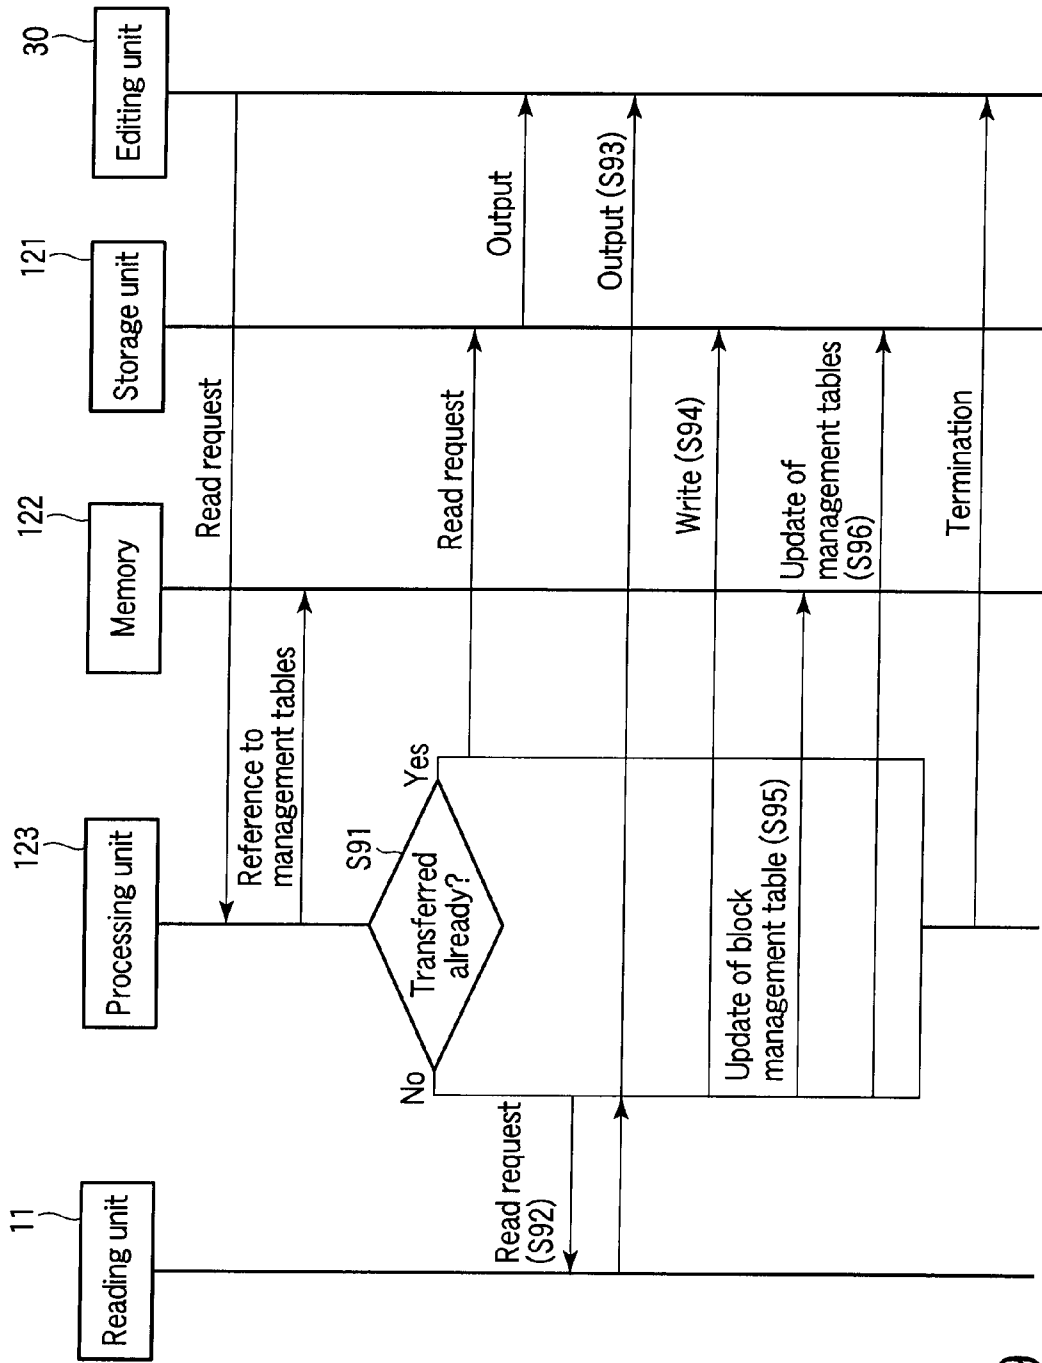 11
Reading unit
123
Processing unit
122
Memory
121
Storage unit
30
Editing unit
Read request
Reference to
management tables
S91
Transferred
already?
Yes
No
Read request
Output
Read request
(S92)
Output (S93)
Write (S94)
Update of block
management table (S95)
Update of
management tables
(S96)
Termination